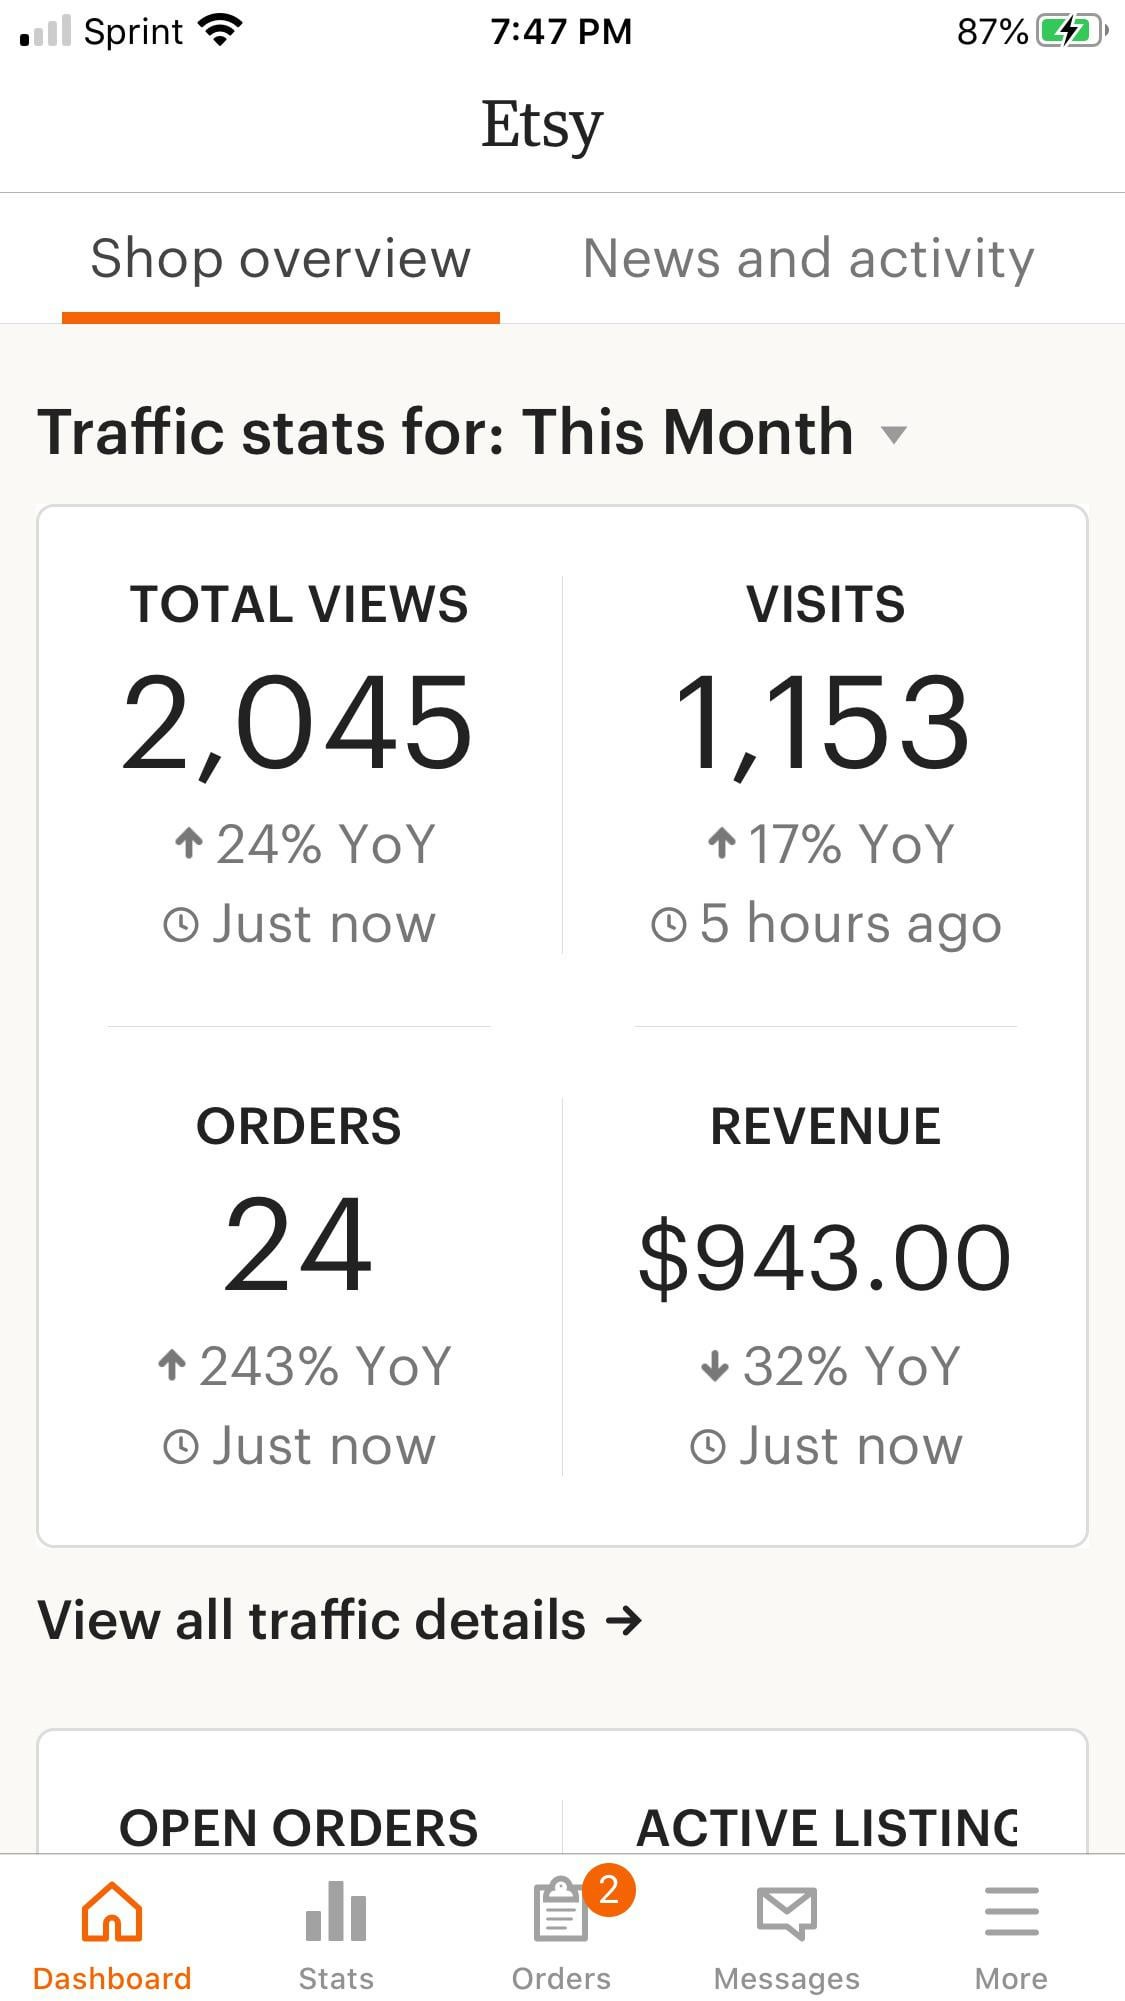 Sprint 7:47 PM 87%
Etsy
Shop overview News and activity
Traffic stats for: This Month
TOTAL VIEWS VISITS
2,045 1,153
↑ 24% YoY ↑ 17% YoY
Just now 5 hours ago
ORDERS REVENUE
24 $943.00
↑ 243% YoY ↓ 32% YoY
Just now Just now
View all traffic details →
OPEN ORDERS ACTIVE LISTING
2
Dashboard Stats Orders Messages More